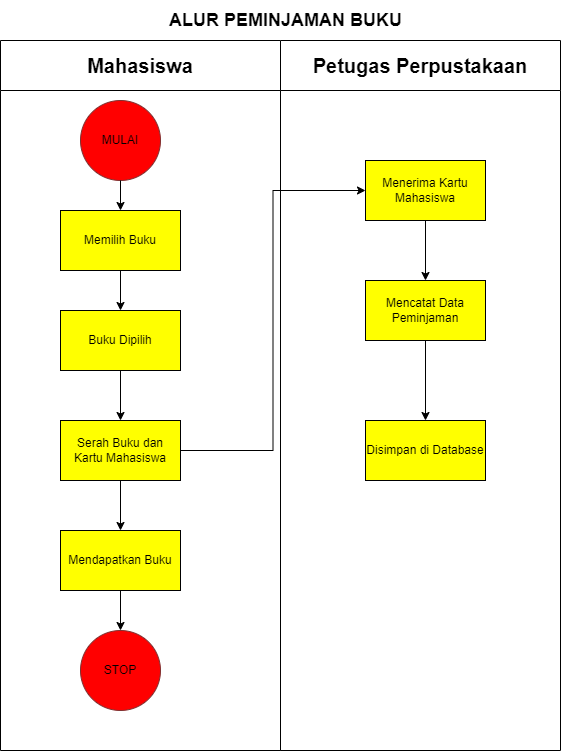 ALUR PEMINJAMAN BUKU
Mahasiswa
Petugas Perpustakaan
MULAI
Memilih Buku
Buku Dipilih
Serah Buku dan
Kartu Mahasiswa
Mendapatkan Buku
STOP
Menerima Kartu
Mahasiswa
Mencatat Data
Peminjaman
Disimpan di Database